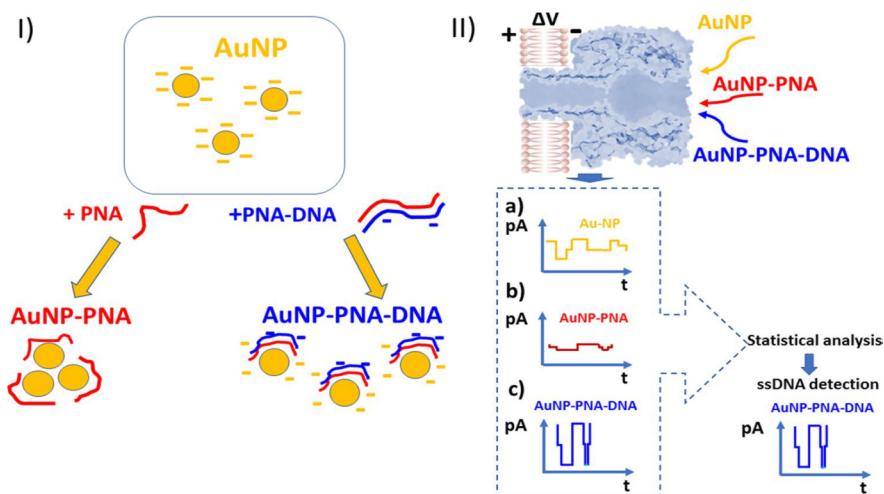 I)
AuNP
+ PNA
+PNA-DNA
AuNP-PNA
AuNP-PNA-DNA
II)
+ ΔV -
AuNP
AuNP-PNA
AuNP-PNA-DNA
a)
pA
Au-NP
t
b)
pA
AuNP-PNA
t
c)
AuNP-PNA-DNA
pA
t
Statistical analysis
ssDNA detection
AuNP-PNA-DNA
pA
t